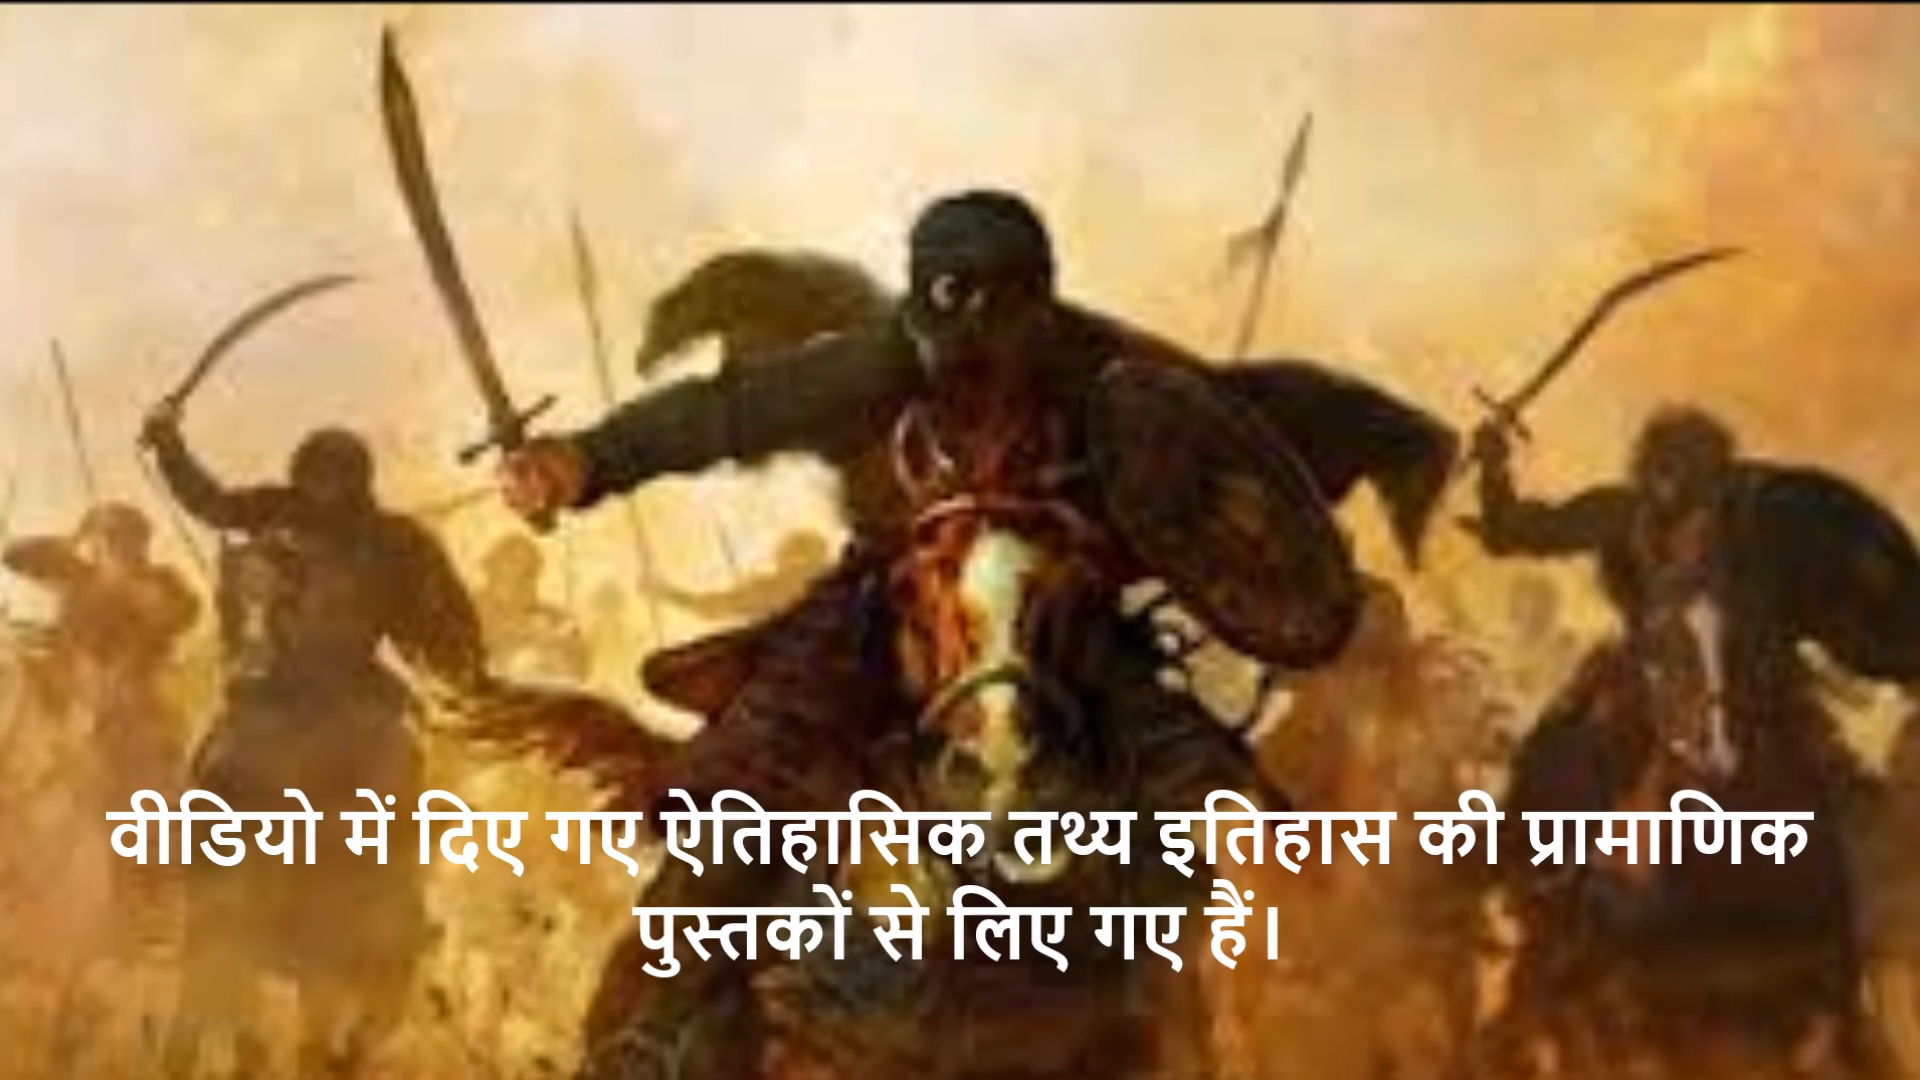 वीडियो में दिए गए ऐतिहासिक तथ्य इतिहास की प्रामाणिक
पुस्तकों से लिए गए हैं।